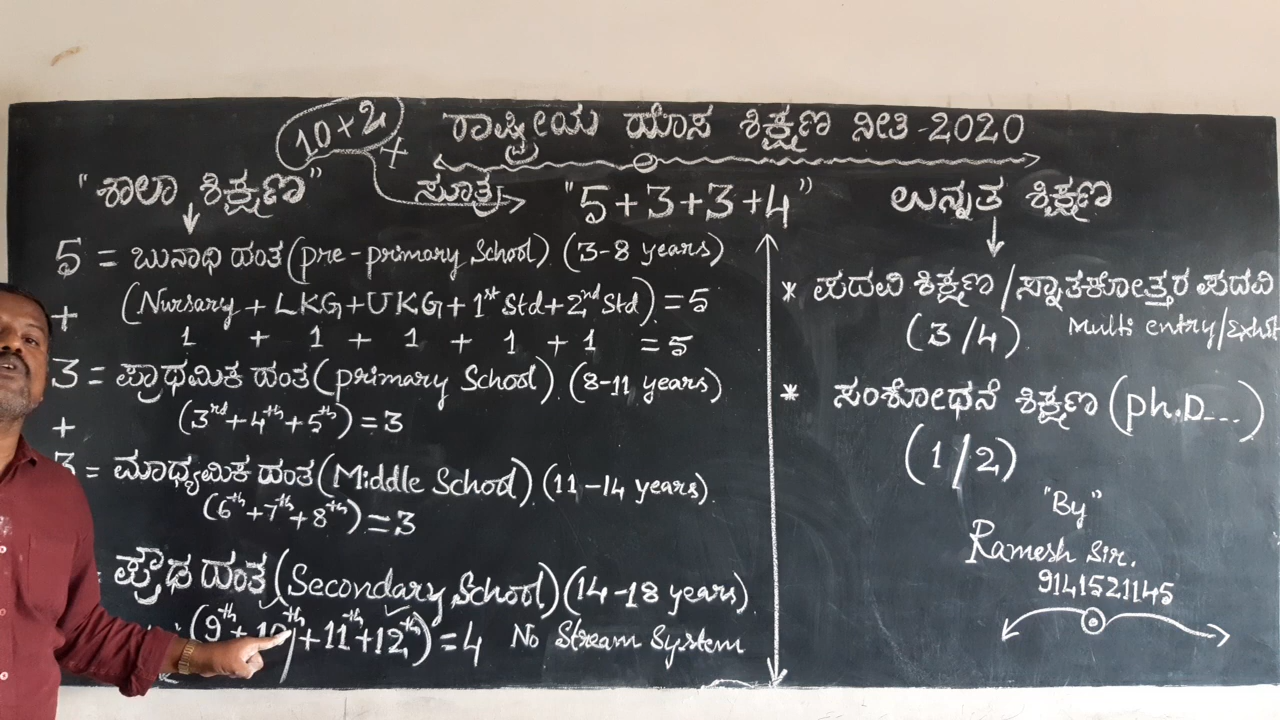 10+2
ರಾಷ್ಟ್ರೀಯ ಹೊಸ ಶಿಕ್ಷಣ ನೀತಿ-2020
"ಶಾಲಾ ಶಿಕ್ಷಣ"
ಸೂತ್ರ "5+3+3+4"
5 = ಬುನಾಧಿ ಹಂತ (pre-primary School) (3-8 years)
+ (Nursary + LKG+UKG+1st Std+2nd Std) = 5
1 + 1 + 1 + 1 + 1 = 5
3 = ಪ್ರಾಥಮಿಕ ಹಂತ (primary School) (8-11 years)
+ (3rd+4th+5th) = 3
3 = ಮಾಧ್ಯಮಿಕ ಹಂತ (Middle School) (11-14 years)
(6th+7th+8th) = 3
= ಪ್ರೌಢ ಹಂತ (Secondary School) (14-18 years)
(9th + 10th + 11th + 12th) = 4 No Stream System
ಉನ್ನತ ಶಿಕ್ಷಣ
* ಪದವಿ ಶಿಕ್ಷಣ / ಸ್ನಾತಕೋತ್ತರ ಪದವಿ
(3/4) Multi entry/
* ಸಂಶೋಧನೆ ಶಿಕ್ಷಣ (ph.D...)
(1/2)
"By"
Ramesh Sir.
9141521145